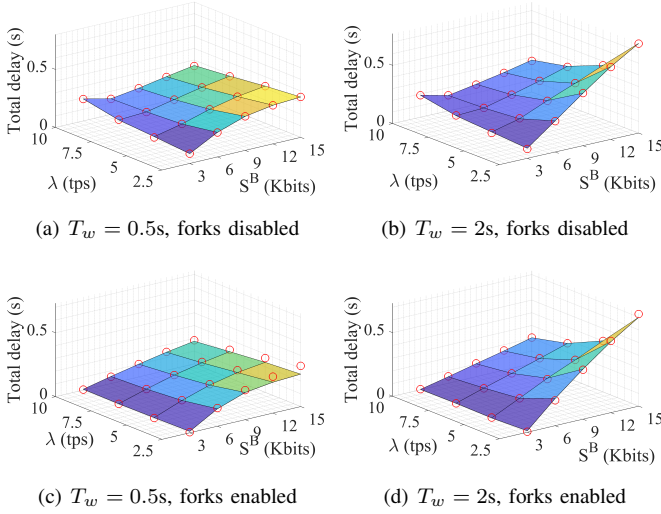 Total delay (s)
0.5
0
10
7.5
5
2.5
λ (tps)
3
6
9
12
15
S^B (Kbits)
(a) T_w = 0.5s, forks disabled
Total delay (s)
0.5
0
10
7.5
5
2.5
λ (tps)
3
6
9
12
15
S^B (Kbits)
(b) T_w = 2s, forks disabled
Total delay (s)
0.5
0
10
7.5
5
2.5
λ (tps)
3
6
9
12
15
S^B (Kbits)
(c) T_w = 0.5s, forks enabled
Total delay (s)
0.5
0
10
7.5
5
2.5
λ (tps)
3
6
9
12
15
S^B (Kbits)
(d) T_w = 2s, forks enabled